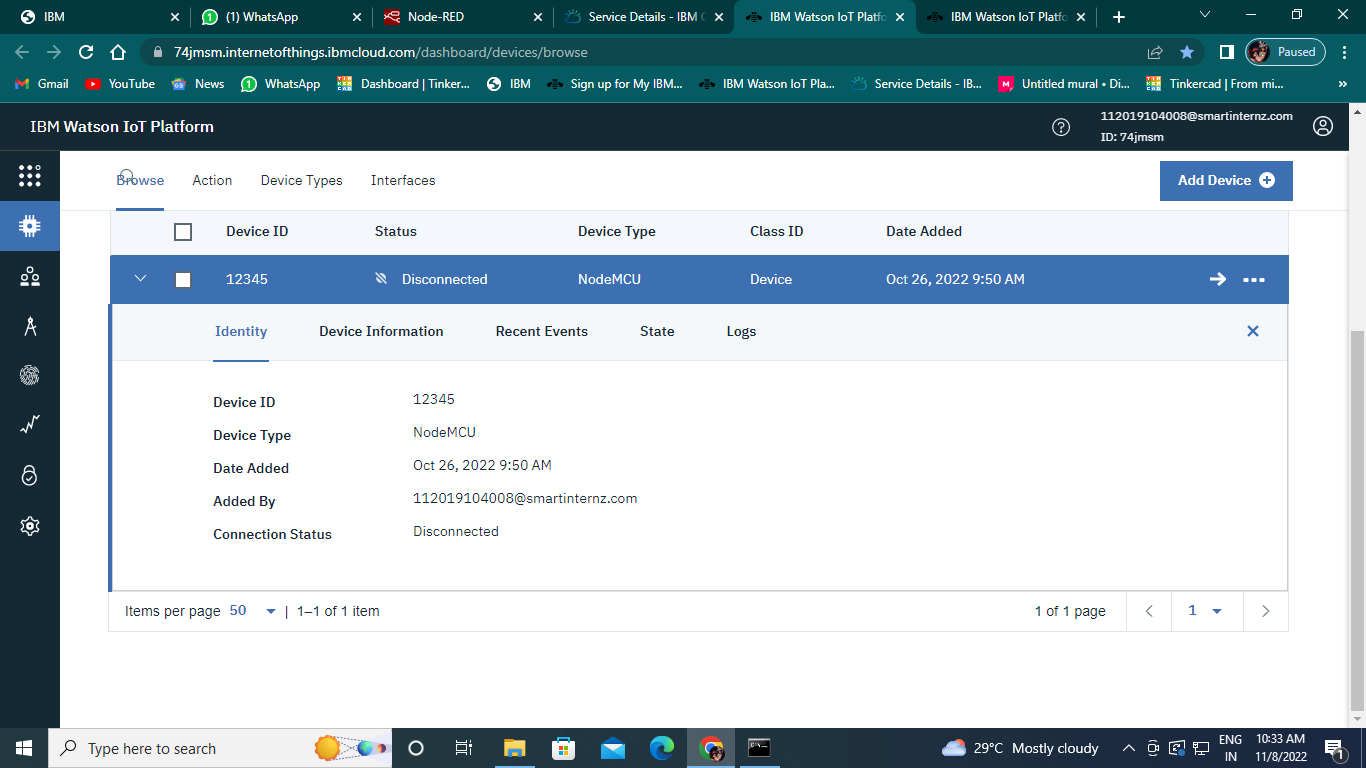 IBM
(1) WhatsApp
Node-RED
Service Details - IBM C
IBM Watson IoT Platfo
IBM Watson IoT Platfo
74jmsm.internetofthings.ibmcloud.com/dashboard/devices/browse
Paused
Gmail
YouTube
News
WhatsApp
Dashboard | Tinker...
IBM
Sign up for My IBM...
IBM Watson IoT Pla...
Service Details - IB...
Untitled mural • Di...
Tinkercad | From mi...
IBM Watson IoT Platform
112019104008@smartinternz.com
ID: 74jmsm
Browse
Action
Device Types
Interfaces
Add Device
Device ID Status Device Type Class ID Date Added
12345 Disconnected NodeMCU Device Oct 26, 2022 9:50 AM
Identity Device Information Recent Events State Logs
Device ID 12345
Device Type NodeMCU
Date Added Oct 26, 2022 9:50 AM
Added By 112019104008@smartinternz.com
Connection Status Disconnected
Items per page 50 | 1–1 of 1 item
1 of 1 page
1
Type here to search
29°C Mostly cloudy
ENG
IN
10:33 AM
11/8/2022
1